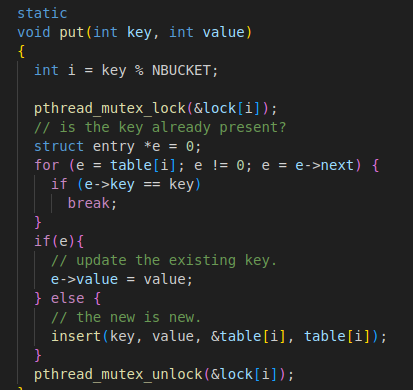 static
void put(int key, int value)
{
  int i = key % NBUCKET;

  pthread_mutex_lock(&lock[i]);
  // is the key already present?
  struct entry *e = 0;
  for (e = table[i]; e != 0; e = e->next) {
    if (e->key == key)
      break;
  }
  if(e){
    // update the existing key.
    e->value = value;
  } else {
    // the new is new.
    insert(key, value, &table[i], table[i]);
  }
  pthread_mutex_unlock(&lock[i]);
}